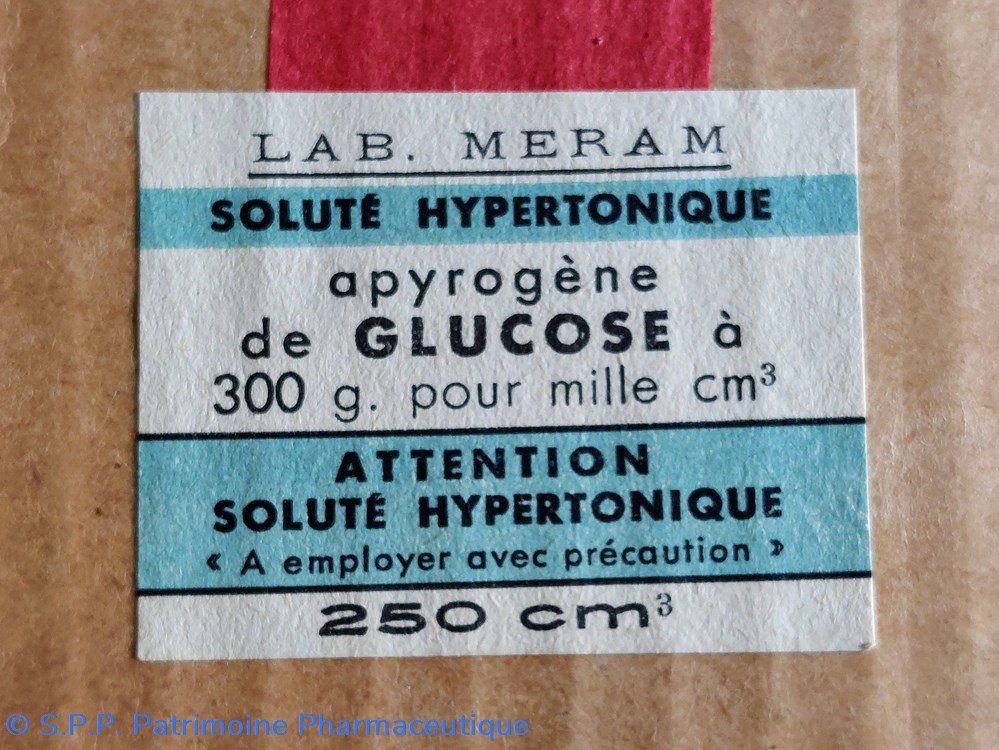 LAB. MERAM
SOLUTÉ HYPERTONIQUE
apyrogène
de GLUCOSE à
300 g. pour mille cm³
ATTENTION
SOLUTÉ HYPERTONIQUE
« A employer avec précaution »
250 cm³
© S.P.P. Patrimoine Pharmaceutique